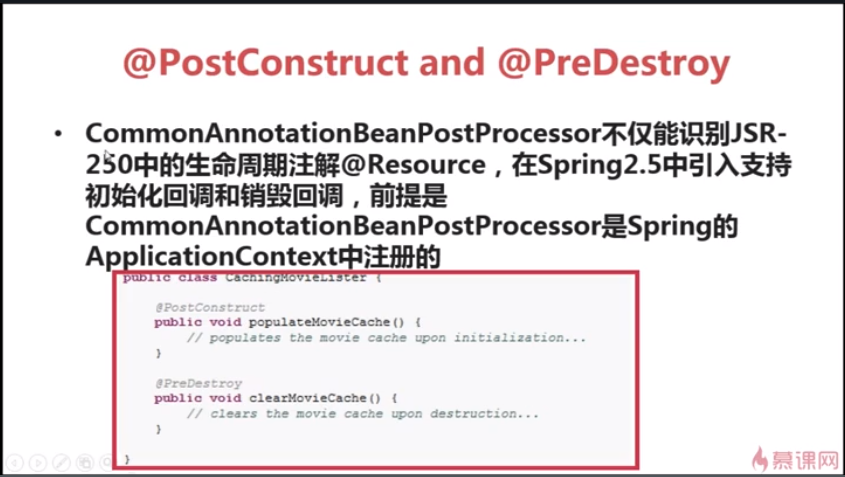 @PostConstruct and @PreDestroy
• CommonAnnotationBeanPostProcessor不仅能识别JSR-
250中的生命周期注解@Resource，在Spring2.5中引入支持
初始化回调和销毁回调，前提是
CommonAnnotationBeanPostProcessor是Spring的
ApplicationContext中注册的
public class CachingMovieLister {
@PostConstruct
public void populateMovieCache() {
// populates the movie cache upon initialization...
}
@PreDestroy
public void clearMovieCache() {
// clears the movie cache upon destruction...
}
}
慕课网